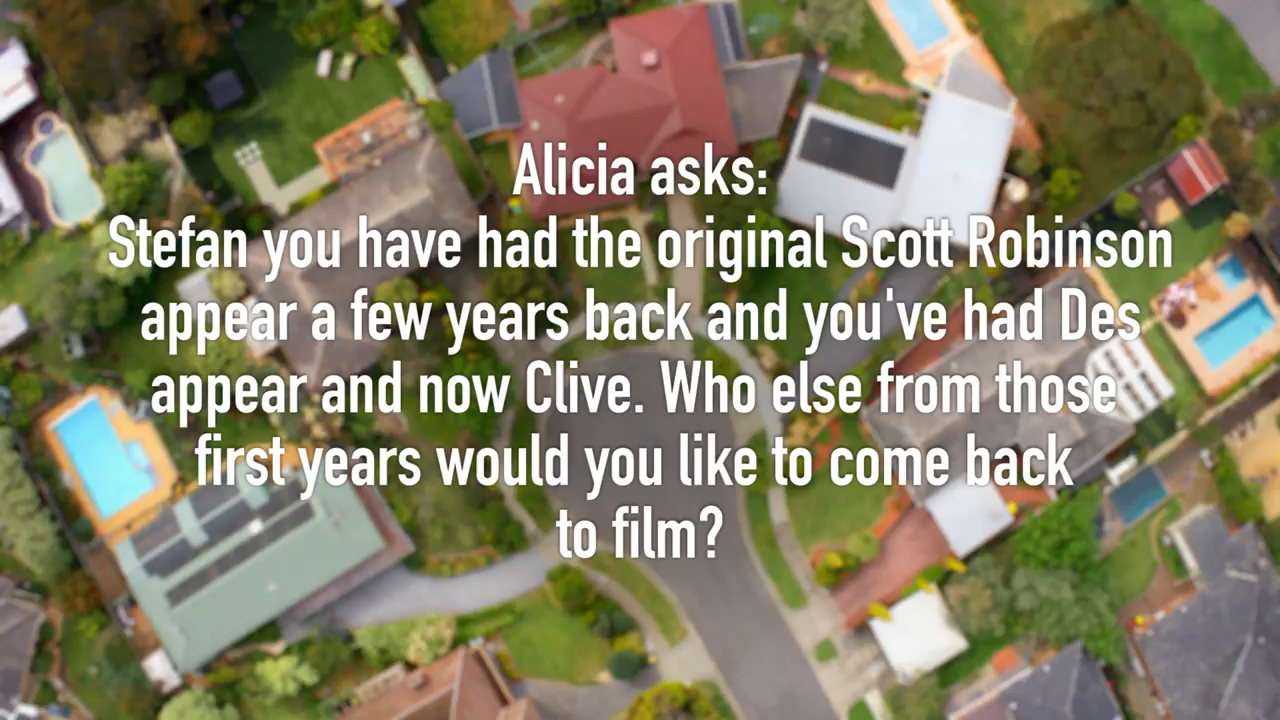 Alicia asks:
Stefan you have had the original Scott Robinson
appear a few years back and you've had Des
appear and now Clive. Who else from those
first years would you like to come back
to film?